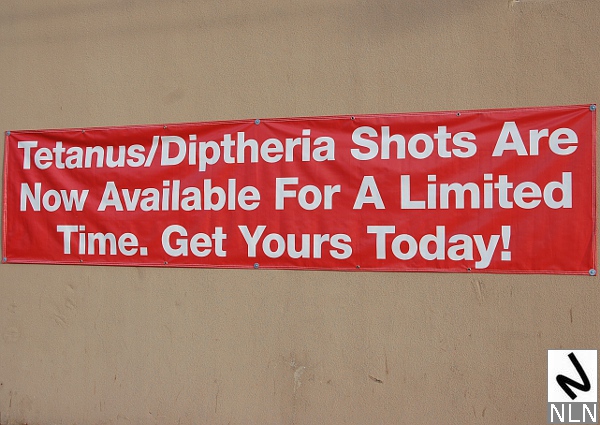 Tetanus/Diptheria Shots Are
Now Available For A Limited
Time. Get Yours Today!
NLN